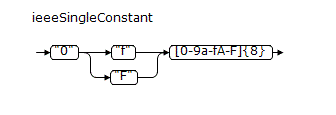 ieeeSingleConstant
"0" "f" [0-9a-fA-F]{8}
"F"